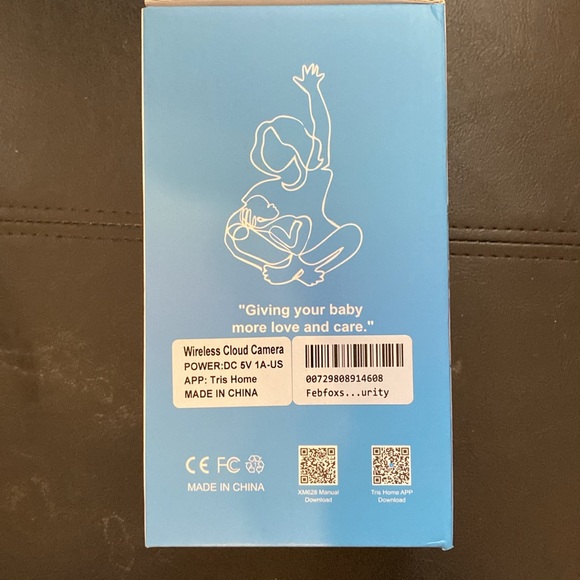 "Giving your baby
more love and care."
Wireless Cloud Camera
POWER:DC 5V 1A-US
APP: Tris Home
MADE IN CHINA
00729808914608
Febfoxs...urity
CE FC
MADE IN CHINA
XM628 Manual
Download
Tris Home APP
Download